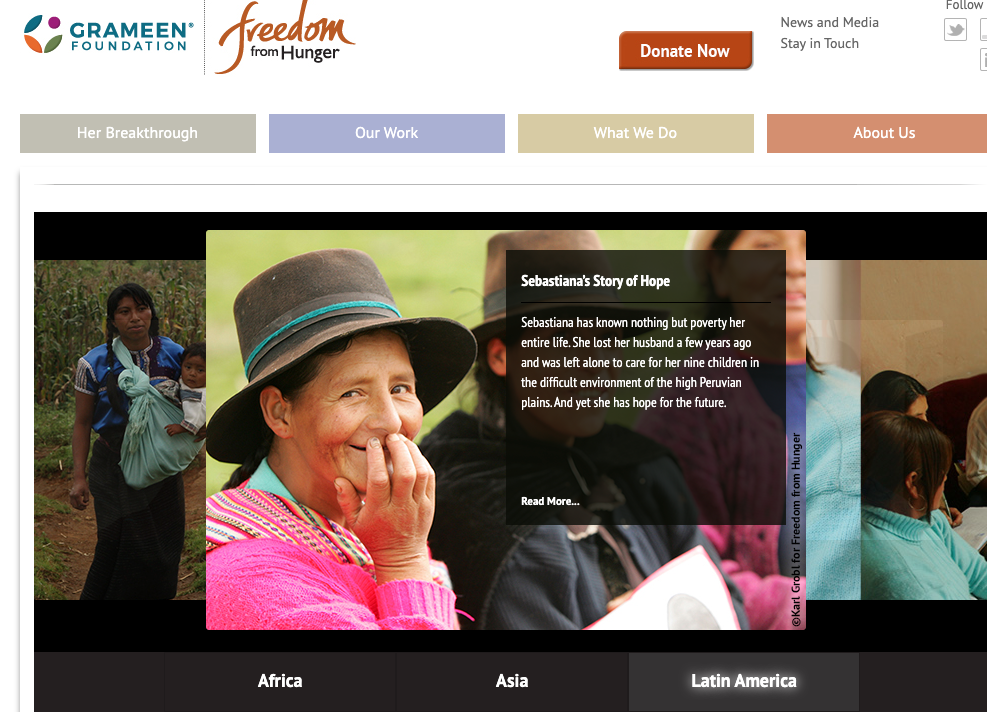 GRAMEEN®
FOUNDATION
freedom
from Hunger
Donate Now
News and Media
Stay in Touch
Follow
Her Breakthrough
Our Work
What We Do
About Us
Sebastiana's Story of Hope
Sebastiana has known nothing but poverty her
entire life. She lost her husband a few years ago
and was left alone to care for her nine children in
the difficult environment of the high Peruvian
plains. And yet she has hope for the future.
Read More...
©Karl Grobl for Freedom from Hunger
Africa
Asia
Latin America